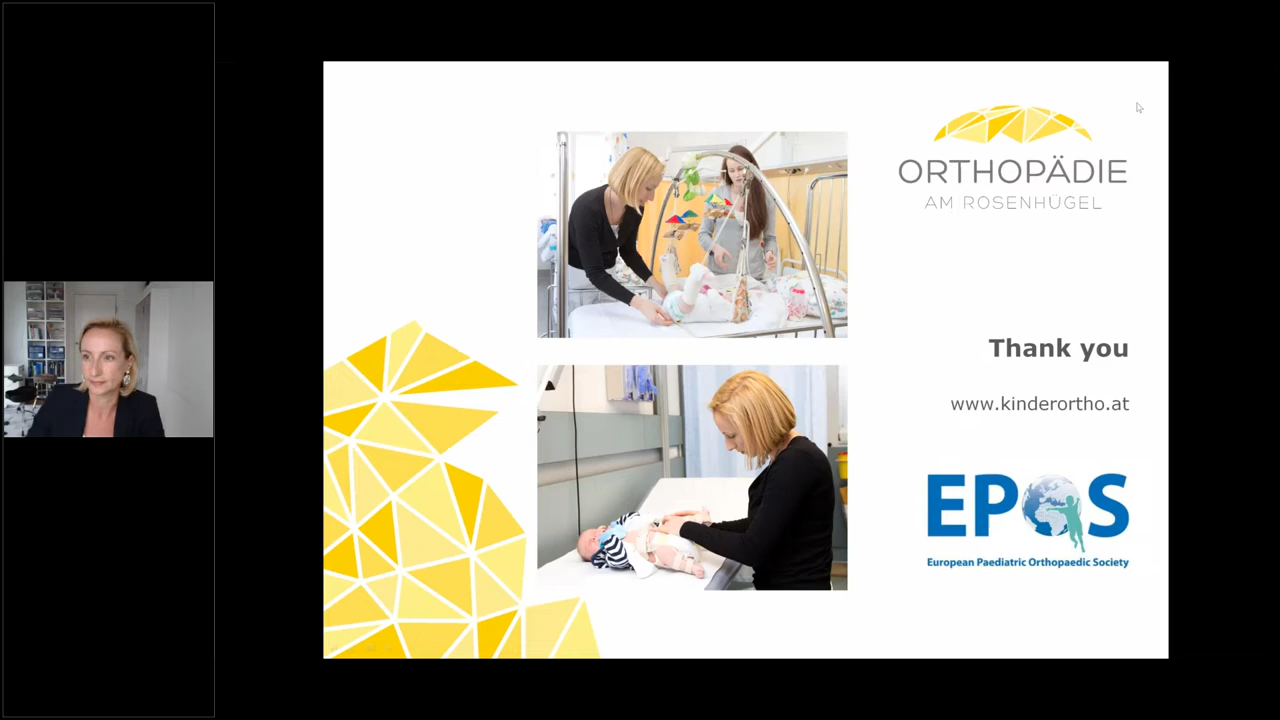 ORTHOPÄDIE
AM ROSENHÜGEL
Thank you
www.kinderortho.at
EPOS
European Paediatric Orthopaedic Society